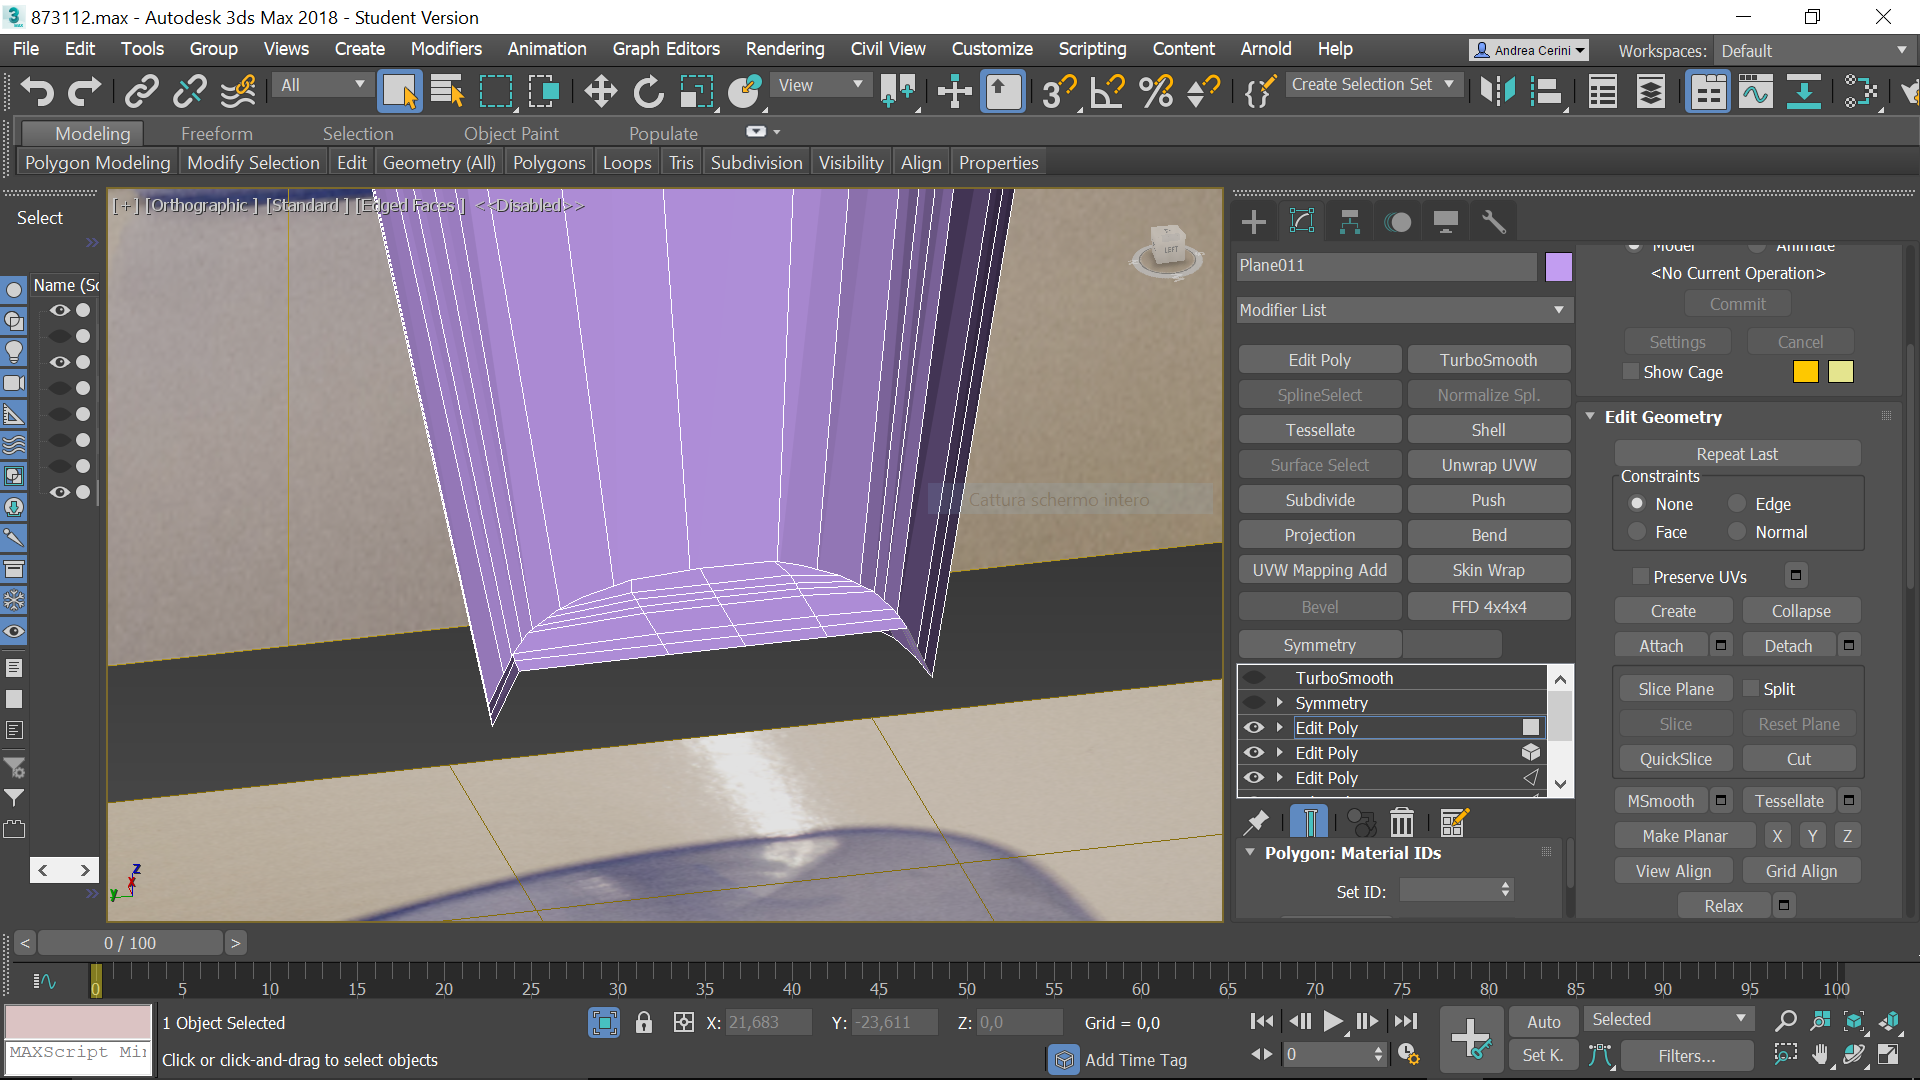 873112.max - Autodesk 3ds Max 2018 - Student Version
File Edit Tools Group Views Create Modifiers Animation Graph Editors Rendering Civil View Customize Scripting Content Arnold Help
Andrea Cerini
Workspaces: Default
All
View
Create Selection Set
Modeling Freeform Selection Object Paint Populate
Polygon Modeling Modify Selection Edit Geometry (All) Polygons Loops Tris Subdivision Visibility Align Properties
Select
Name (Sc
[+] [Orthographic ] [Standard ] [Edged Faces ] <<Disabled>>
LEFT
Cattura schermo intero
z
x
y
Plane011
Modifier List
Edit Poly TurboSmooth
SplineSelect Normalize Spl.
Tessellate Shell
Surface Select Unwrap UVW
Subdivide Push
Projection Bend
UVW Mapping Add Skin Wrap
Bevel FFD 4x4x4
Symmetry
TurboSmooth
Symmetry
Edit Poly
Edit Poly
Edit Poly
Polygon: Material IDs
Set ID:
Model Animate
<No Current Operation>
Commit
Settings Cancel
Show Cage
Edit Geometry
Repeat Last
Constraints
None Edge
Face Normal
Preserve UVs
Create Collapse
Attach Detach
Slice Plane Split
Slice Reset Plane
QuickSlice Cut
MSmooth Tessellate
Make Planar X Y Z
View Align Grid Align
Relax
< 0 / 100 >
0 5 10 15 20 25 30 35 40 45 50 55 60 65 70 75 80 85 90 95 100
1 Object Selected
X: 21,683 Y: -23,611 Z: 0,0 Grid = 0,0
Auto Selected
MAXScript Mi
Click or click-and-drag to select objects
Add Time Tag
0
Set K. Filters...